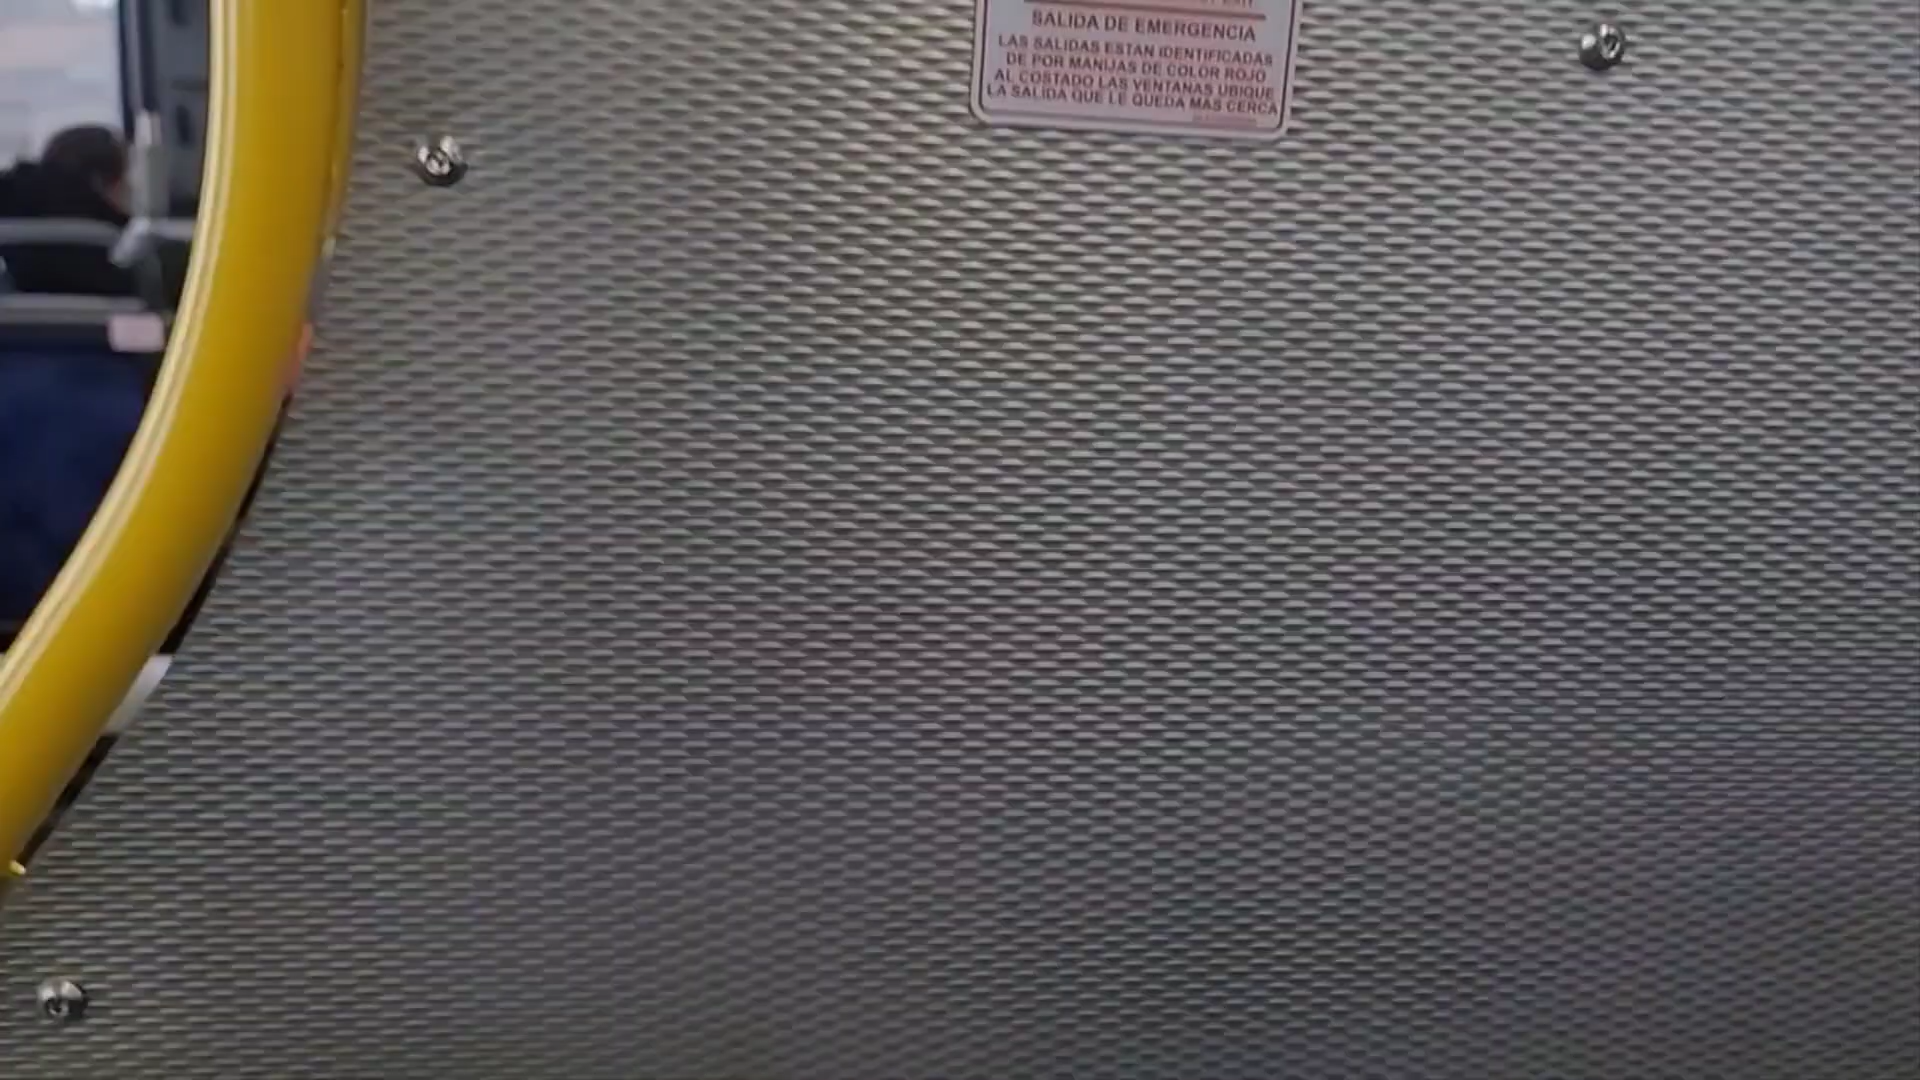 SALIDA DE EMERGENCIA
LAS SALIDAS ESTAN IDENTIFICADAS
DE POR MANIJAS DE COLOR ROJO
AL COSTADO LAS VENTANAS UBIQUE
LA SALIDA QUE LE QUEDA MAS CERCA